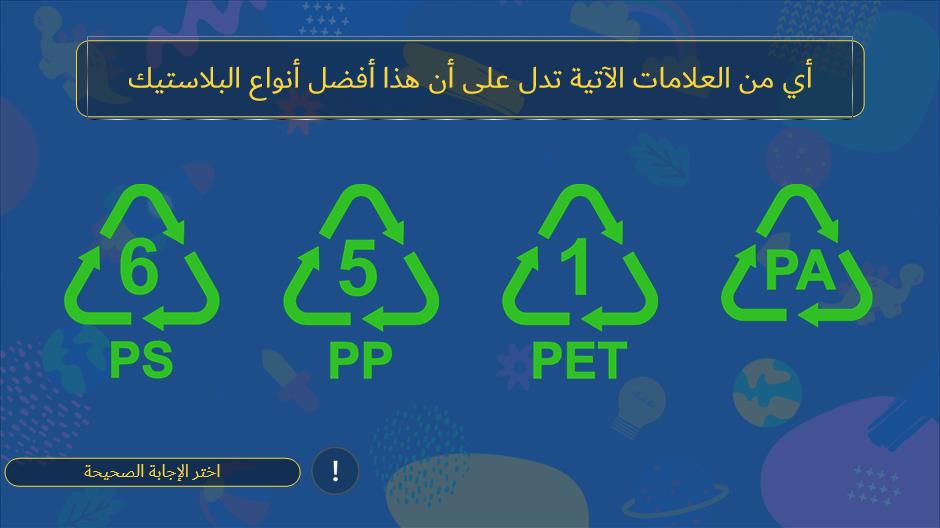 أي من العلامات الآتية تدل على أن هذا أفضل أنواع البلاستيك
6
PS
5
PP
1
PET
PA
!
اختر الإجابة الصحيحة